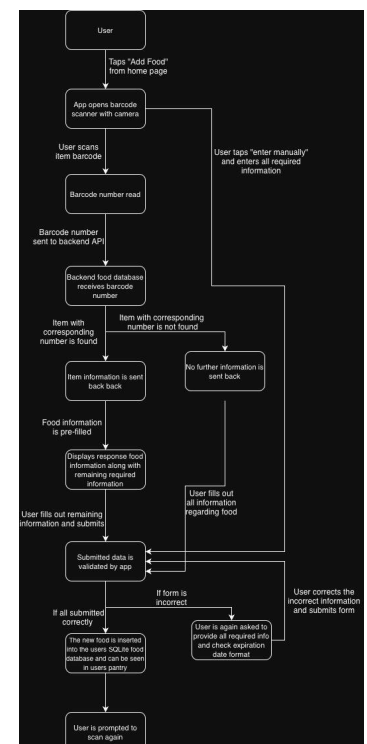 User
Taps "Add Food"
from home page
App opens barcode
scanner with camera
User scans
item barcode
User taps "enter manually"
and enters all required
information
Barcode number read
Barcode number
sent to backend API
Backend food database
receives barcode
number
Item with
corresponding
number is found
Item with corresponding
number is not found
Item information is sent
back back
No further information is
sent back
Food information
is pre-filled
Displays response food
information along with
remaining required
information
User fills out
all information
regarding food
User fills out remaining
information and submits
Submitted data is
validated by app
If all submitted
correctly
If form is
incorrect
User corrects the
incorrect information
and submits form
The new food is inserted
into the users SQLite food
database and can be seen
in users pantry
User is again asked to
provide all required info
and check expiration
date format
User is prompted to
scan again